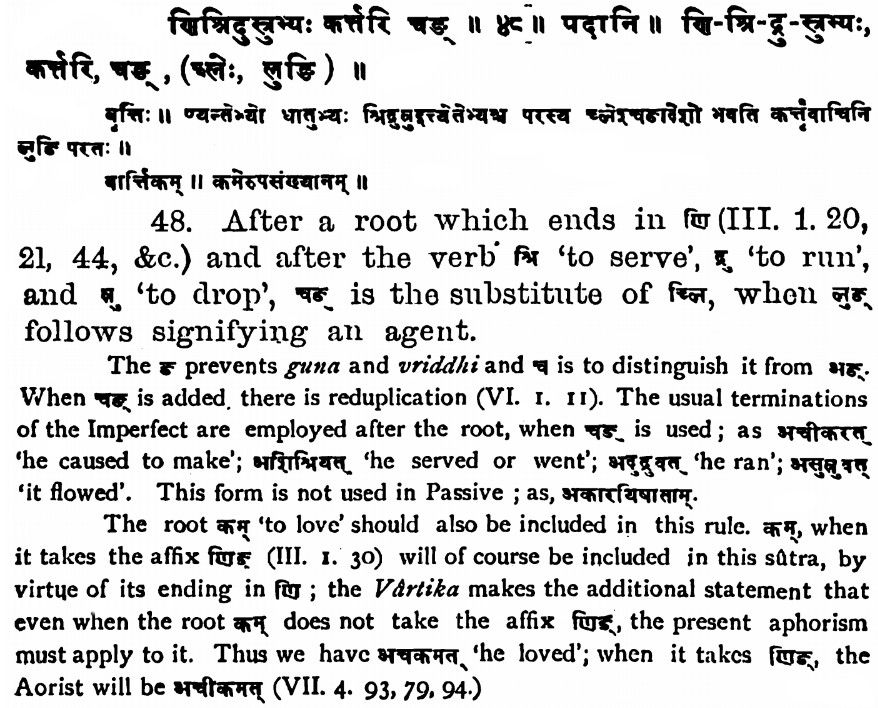 णिश्रिद्रुस्रुभ्यः कर्त्तरि चङ् ॥ ४८ ॥ पदानि ॥ णि-श्रि-द्रु-स्रुभ्यः,
कर्त्तरि, चङ् , (च्लेः, लुङि) ॥
वृत्तिः ॥ ण्यन्तेभ्यो धातुभ्यः श्रिद्रुस्रुइत्येतेभ्यश्च परस्य च्लेश्चङादेशो भवति कर्त्तृवाचिनि
लुङि परतः ॥
वार्त्तिकम् ॥ कमेरुपसंख्यानम् ॥
48. After a root which ends in णि (III. 1. 20,
21, 44, &c.) and after the verb श्रि 'to serve', द्रु 'to run',
and स्रु 'to drop', चङ् is the substitute of च्लि, when लुङ्
follows signifying an agent.
The ङ prevents guna and vriddhi and च is to distinguish it from अङ्.
When चङ् is added, there is reduplication (VI. 1. 11). The usual terminations
of the Imperfect are employed after the root, when चङ् is used; as अचीकरत्
'he caused to make'; अशिश्रियत् 'he served or went'; अदुद्रुवत् 'he ran'; असुस्रुवत्
'it flowed'. This form is not used in Passive; as, अकारयिषाताम्.
The root कम् 'to love' should also be included in this rule. कम्, when
it takes the affix णिङ् (III. 1. 30) will of course be included in this sûtra, by
virtue of its ending in णि; the Vârtika makes the additional statement that
even when the root कम् does not take the affix णिङ्, the present aphorism
must apply to it. Thus we have अचकमत् 'he loved'; when it takes णिङ्, the
Aorist will be अचीकमत् (VII. 4. 93, 79, 94.)